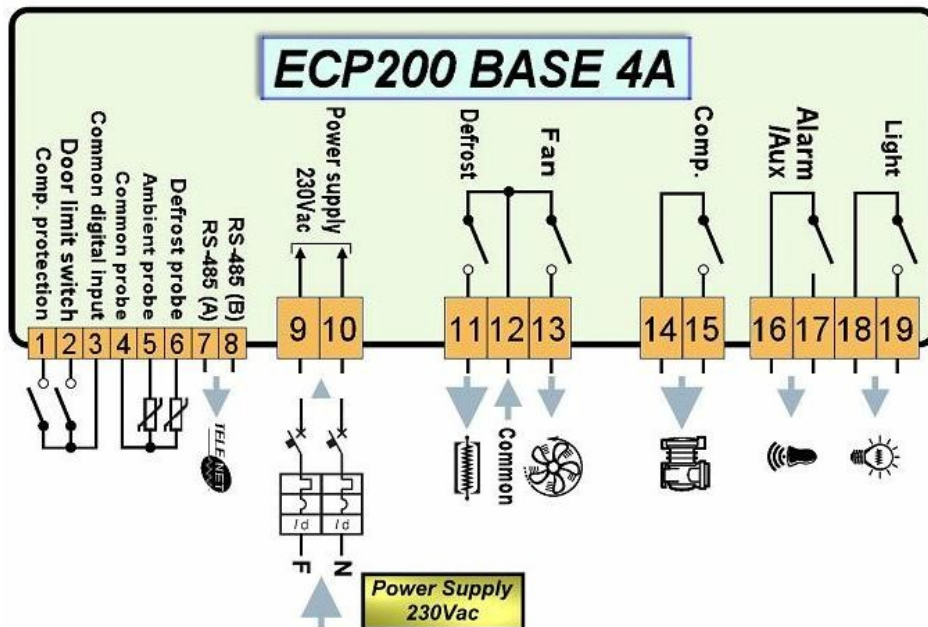 ECP200 BASE 4A
Comp. protection
Door limit switch
Common digital input
Common probe
Ambient probe
Defrost probe
RS-485 (A)
RS-485 (B)
Power supply
230Vac
Defrost
Fan
Comp.
Alarm
/Aux
Light
1 2 3 4 5 6 7 8
9 10
11 12 13
14 15
16 17 18 19
TELENET
Common
Id Id
F N
Power Supply
230Vac